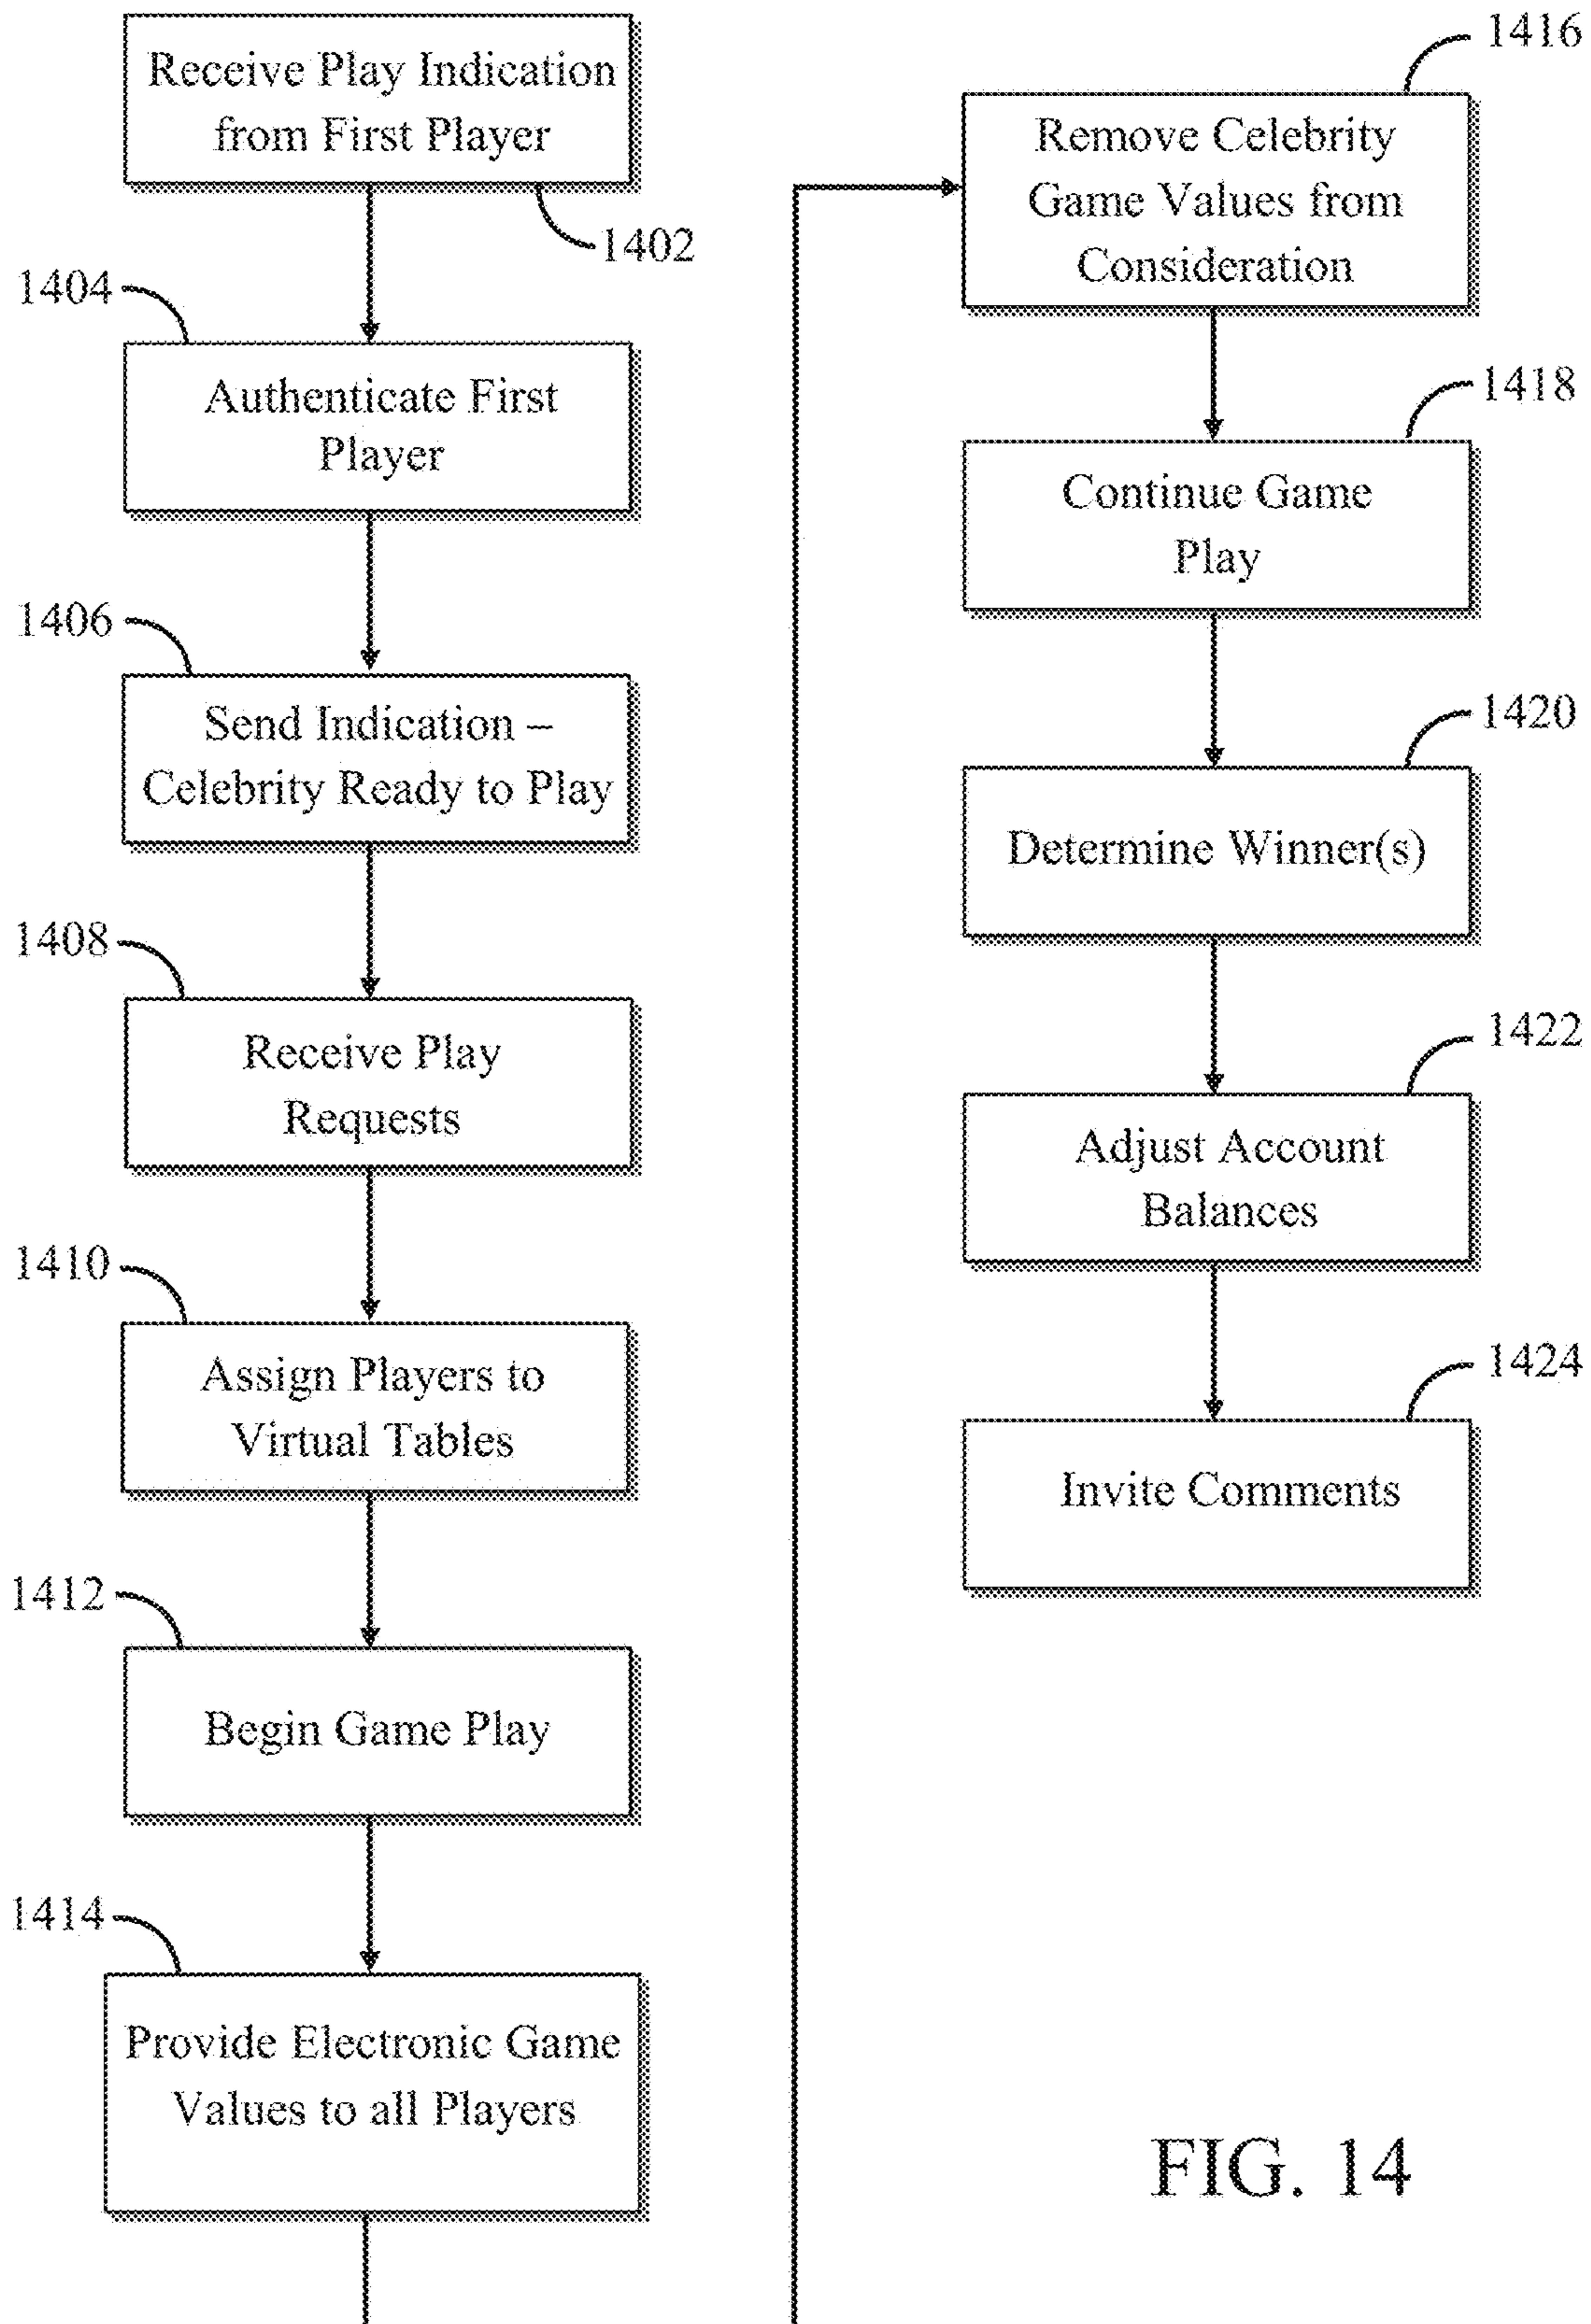 Receive Play Indication
from First Player
1402
1404
Authenticate First
Player
1406
Send Indication –
Celebrity Ready to Play
1408
Receive Play
Requests
1410
Assign Players to
Virtual Tables
1412
Begin Game Play
1414
Provide Electronic Game
Values to all Players
1416
Remove Celebrity
Game Values from
Consideration
1418
Continue Game
Play
1420
Determine Winner(s)
1422
Adjust Account
Balances
1424
Invite Comments
FIG. 14